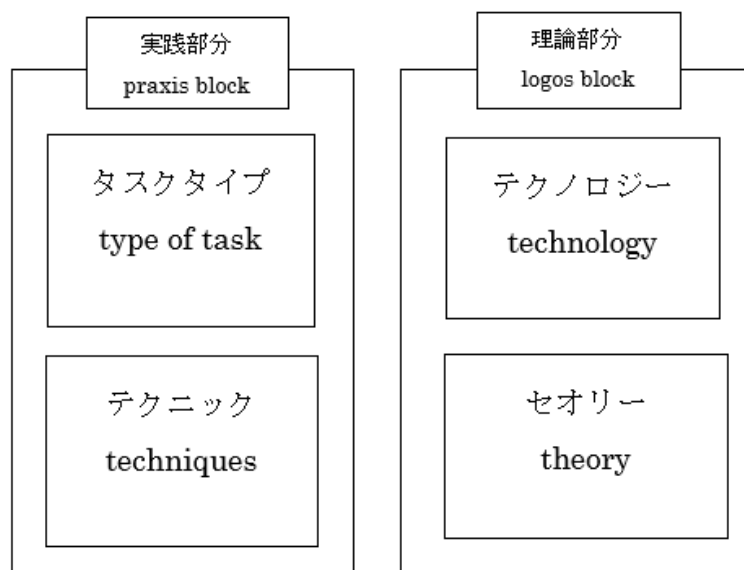 実践部分
praxis block
タスクタイプ
type of task
テクニック
techniques
理論部分
logos block
テクノロジー
technology
セオリー
theory